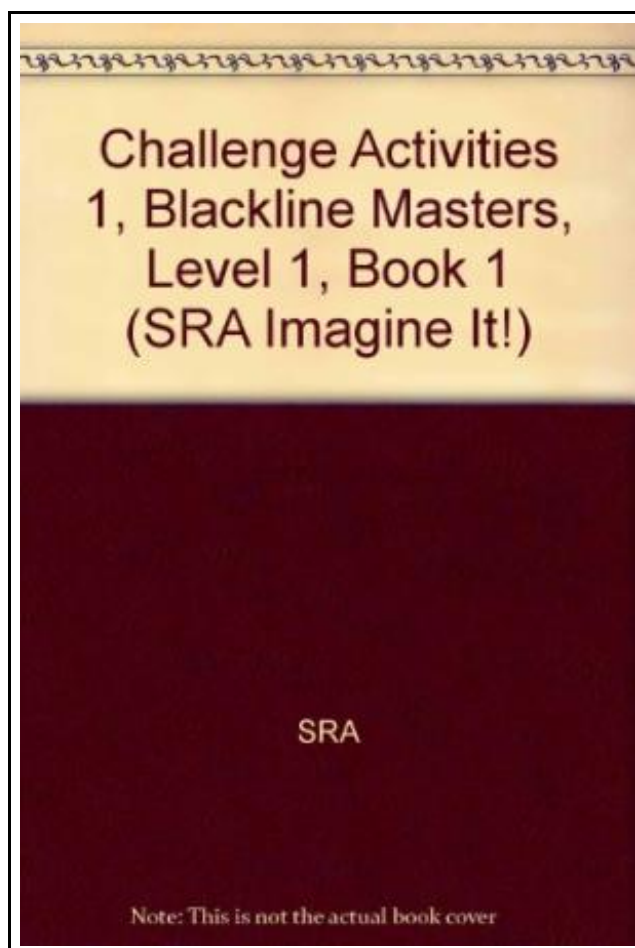 Challenge Activities
1, Blackline Masters,
Level 1, Book 1
(SRA Imagine It!)
SRA
Note: This is not the actual book cover